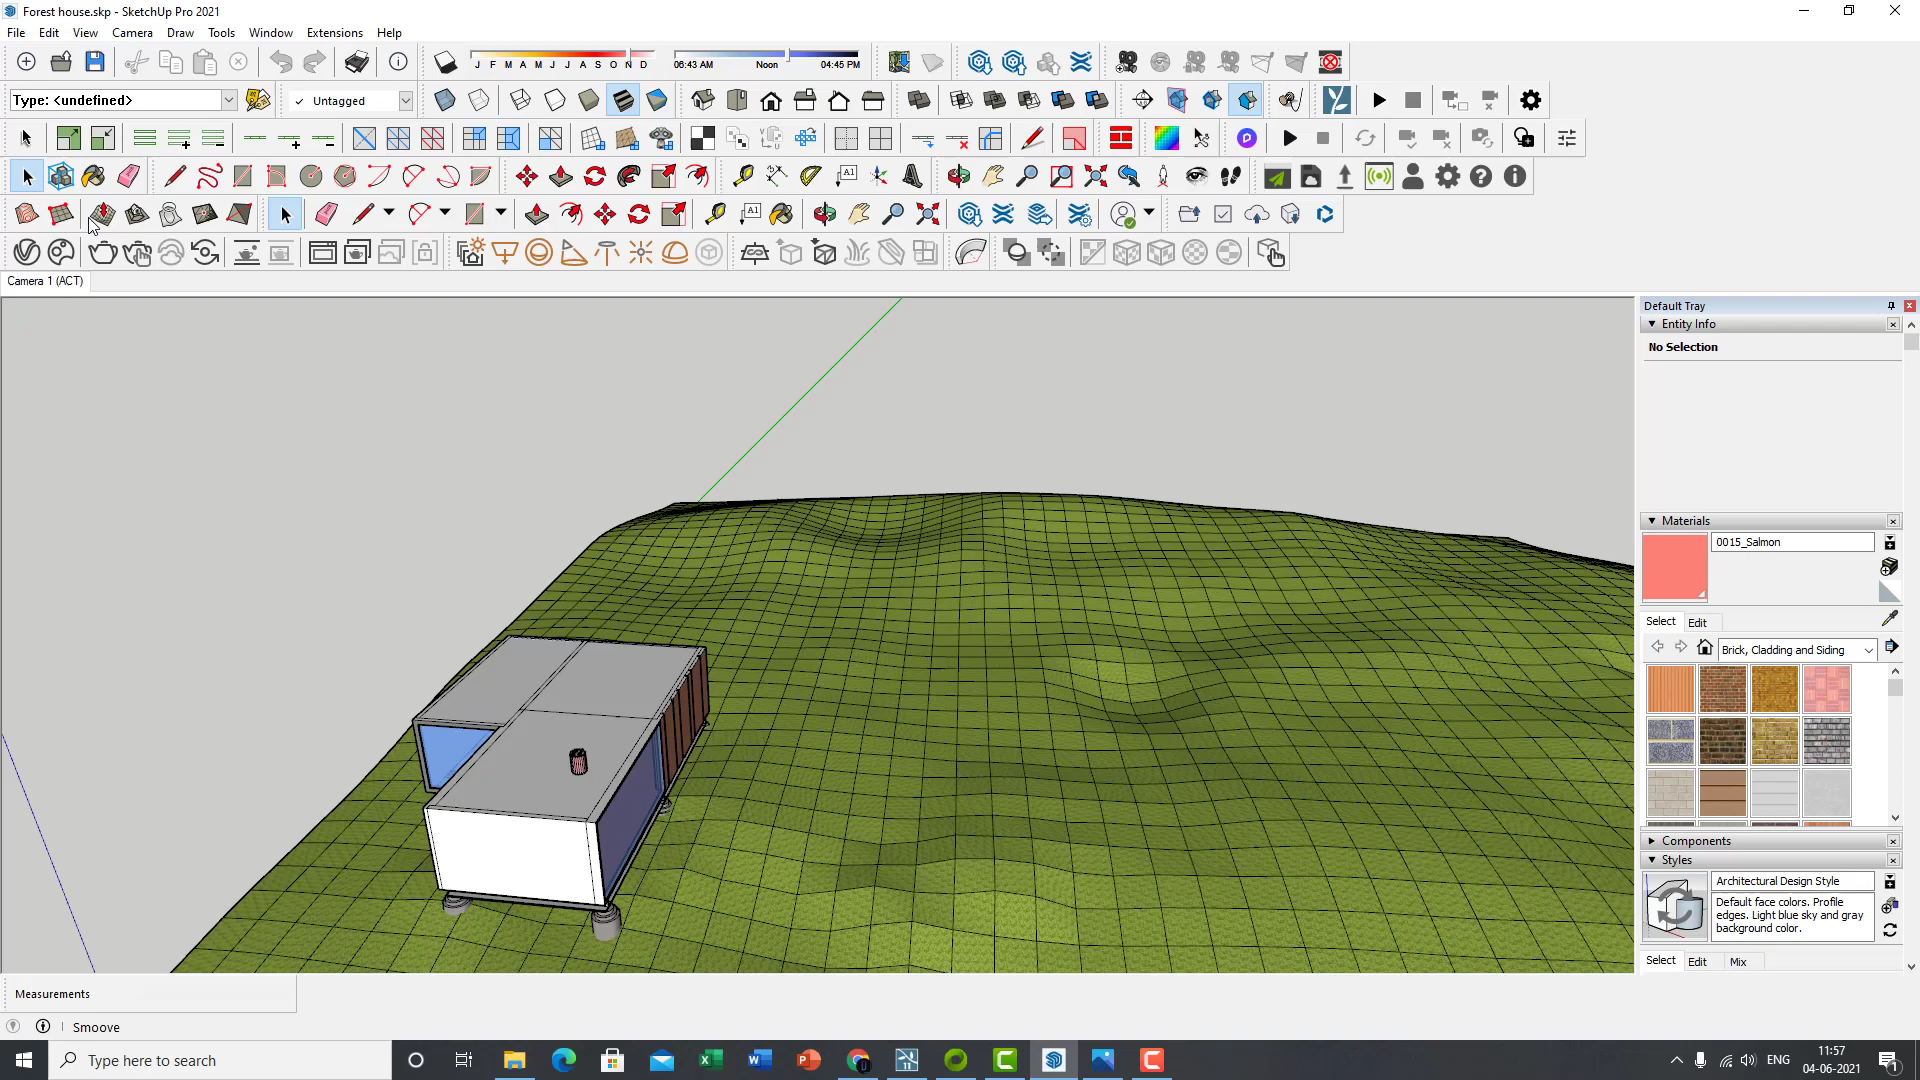 Forest house.skp - SketchUp Pro 2021
File Edit View Camera Draw Tools Window Extensions Help
J F M A M J J A S O N D
06:43 AM Noon 04:45 PM
Type: <undefined>
Untagged
A1
A1
Camera 1 (ACT)
Default Tray
Entity Info
No Selection
Materials
0015_Salmon
Select Edit
Brick, Cladding and Siding
Components
Styles
Architectural Design Style
Default face colors. Profile
edges. Light blue sky and gray
background color.
Select Edit Mix
Measurements
Smoove
Type here to search
ENG
11:57
04-06-2021
1